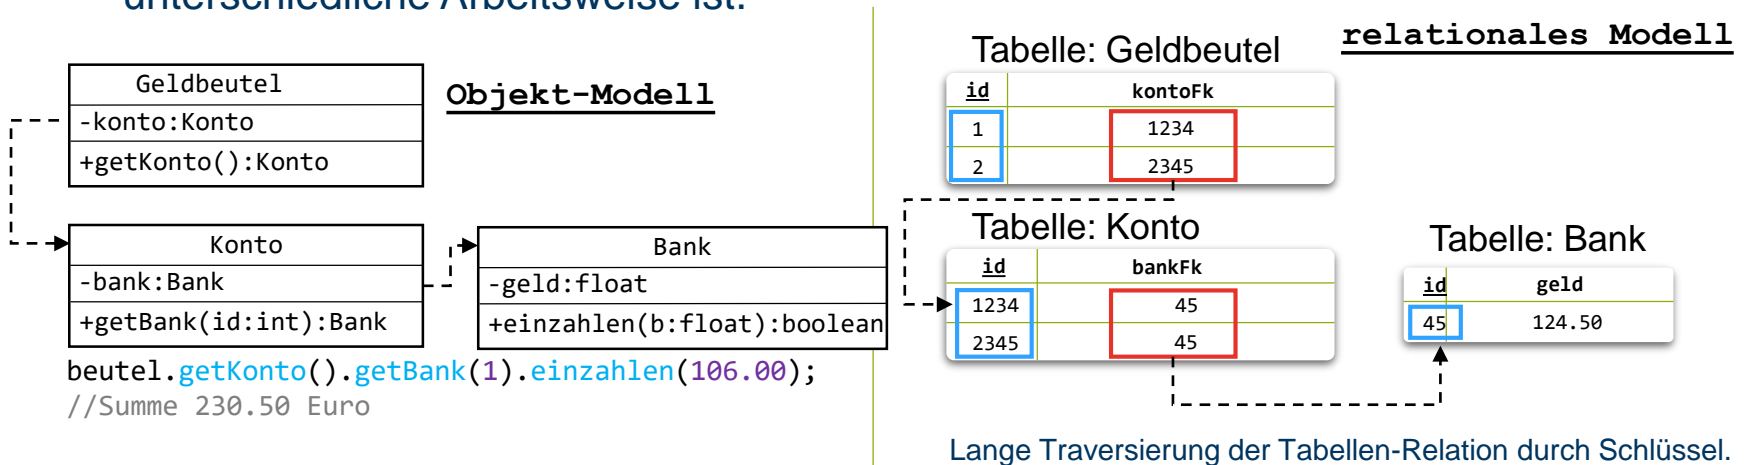 unterschiedliche Arbeitsweise ist.
Objekt-Modell
Geldbeutel
-konto:Konto
+getKonto():Konto
Konto
-bank:Bank
+getBank(id:int):Bank
Bank
-geld:float
+einzahlen(b:float):boolean
beutel.getKonto().getBank(1).einzahlen(106.00);
//Summe 230.50 Euro
relationales Modell
Tabelle: Geldbeutel
id kontoFk
1 1234
2 2345
Tabelle: Konto
id bankFk
1234 45
2345 45
Tabelle: Bank
id geld
45 124.50
Lange Traversierung der Tabellen-Relation durch Schlüssel.